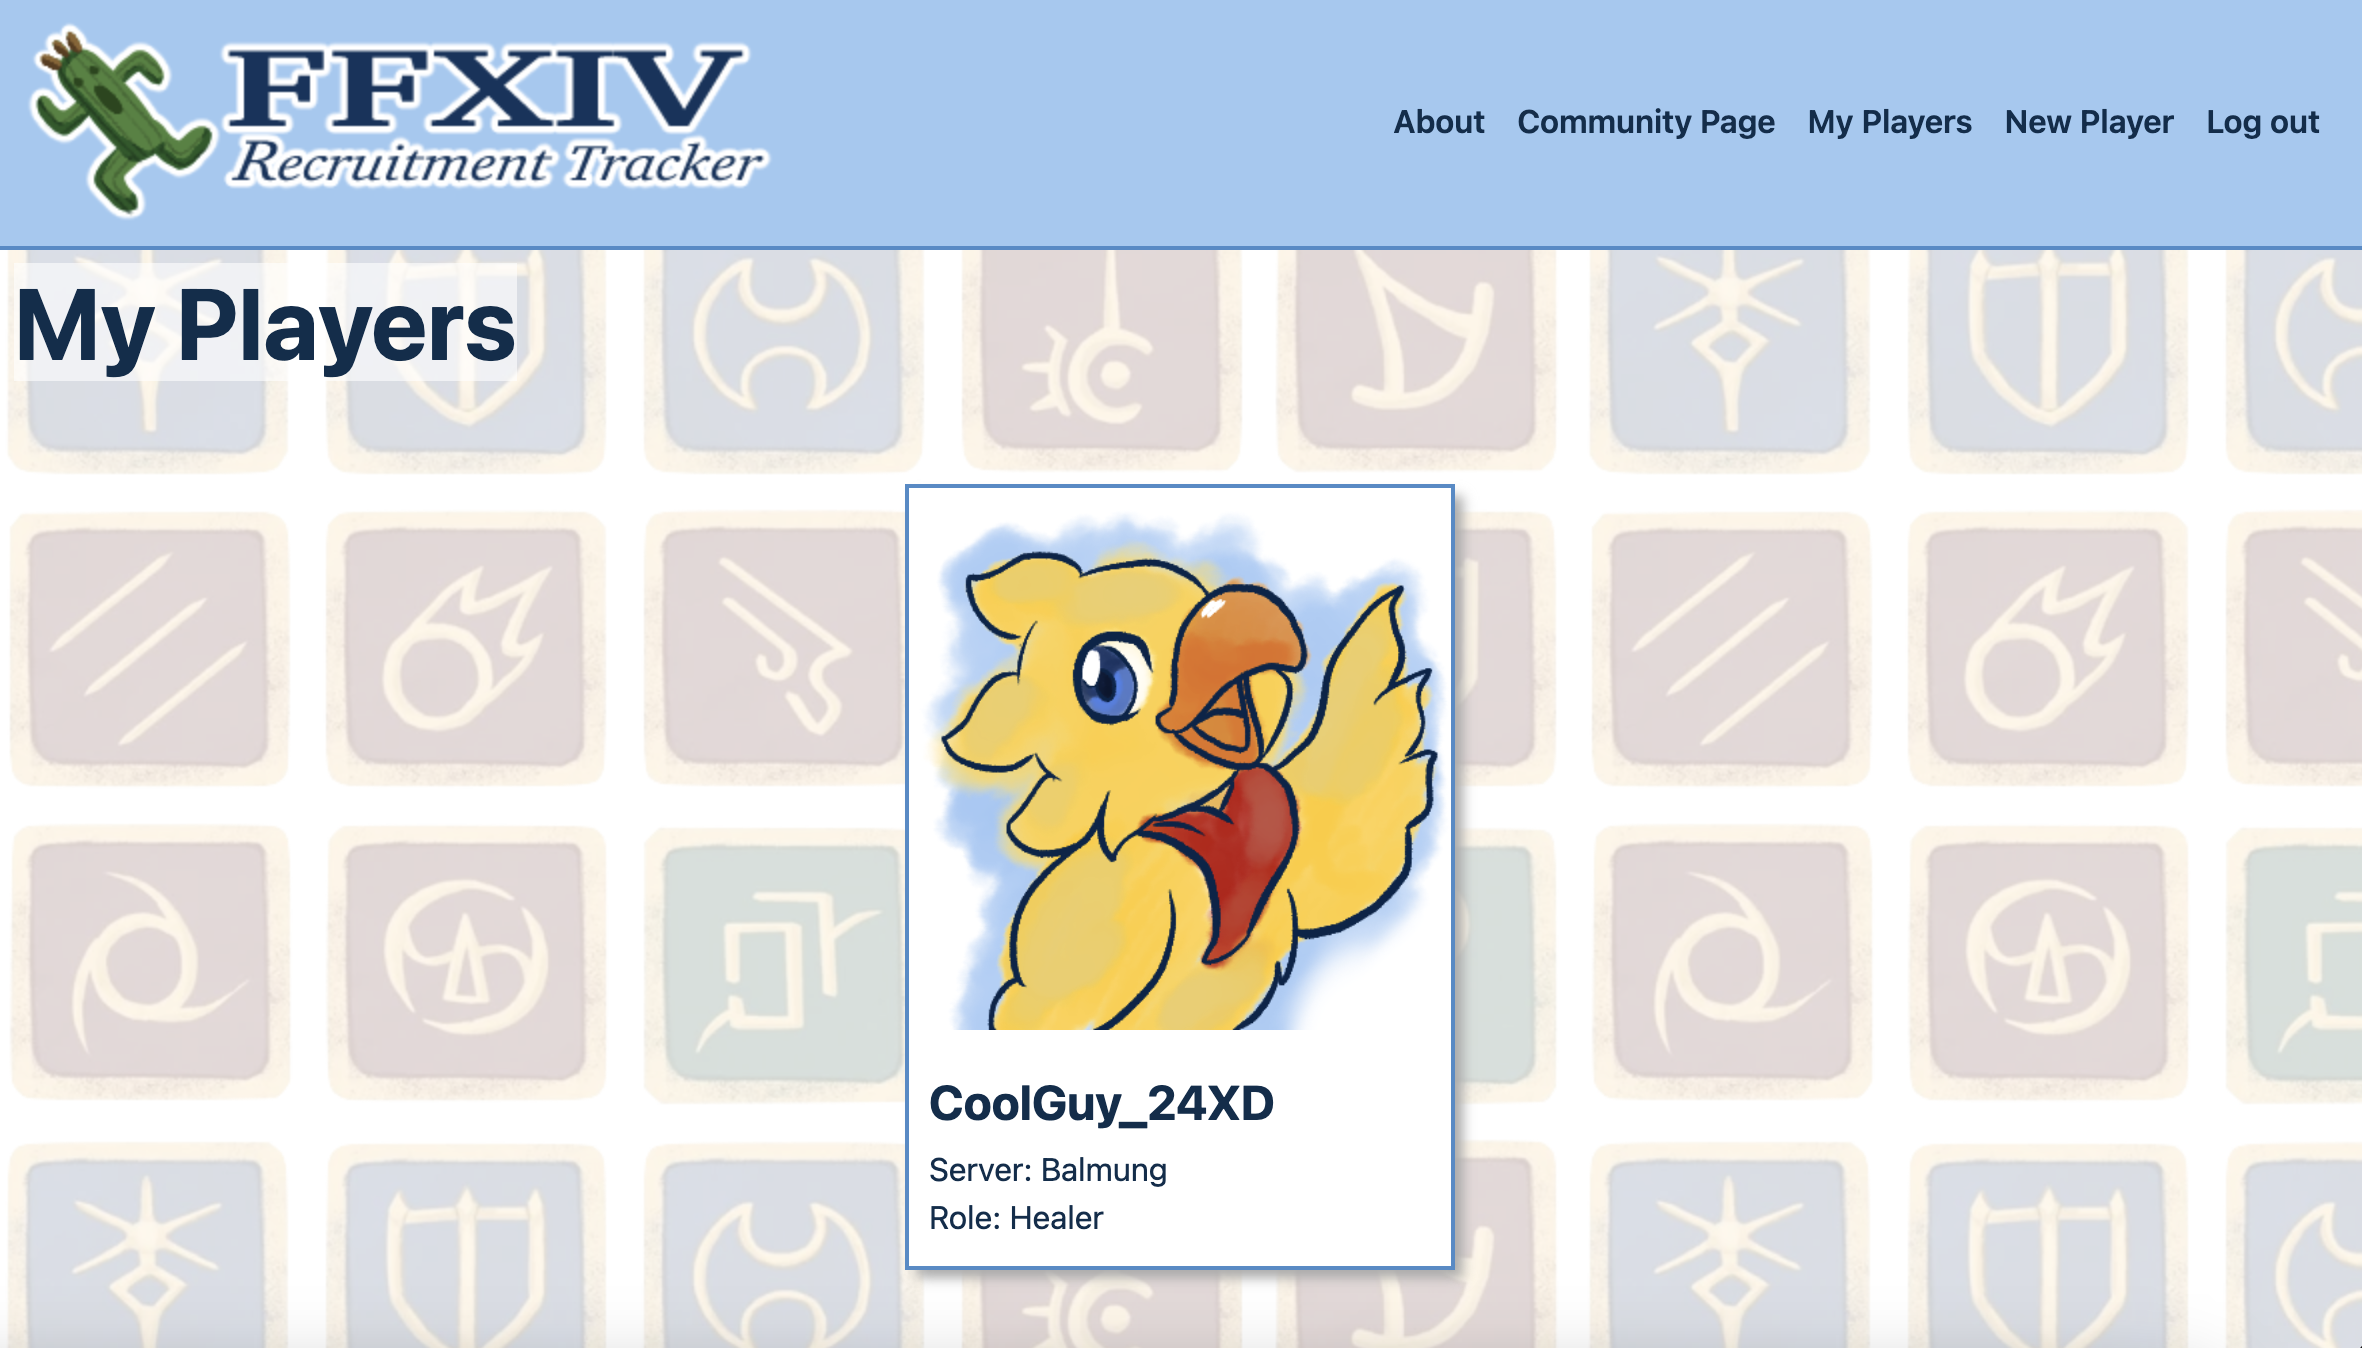 FFXIV
Recruitment Tracker
About Community Page My Players New Player Log out
My Players
CoolGuy_24XD
Server: Balmung
Role: Healer